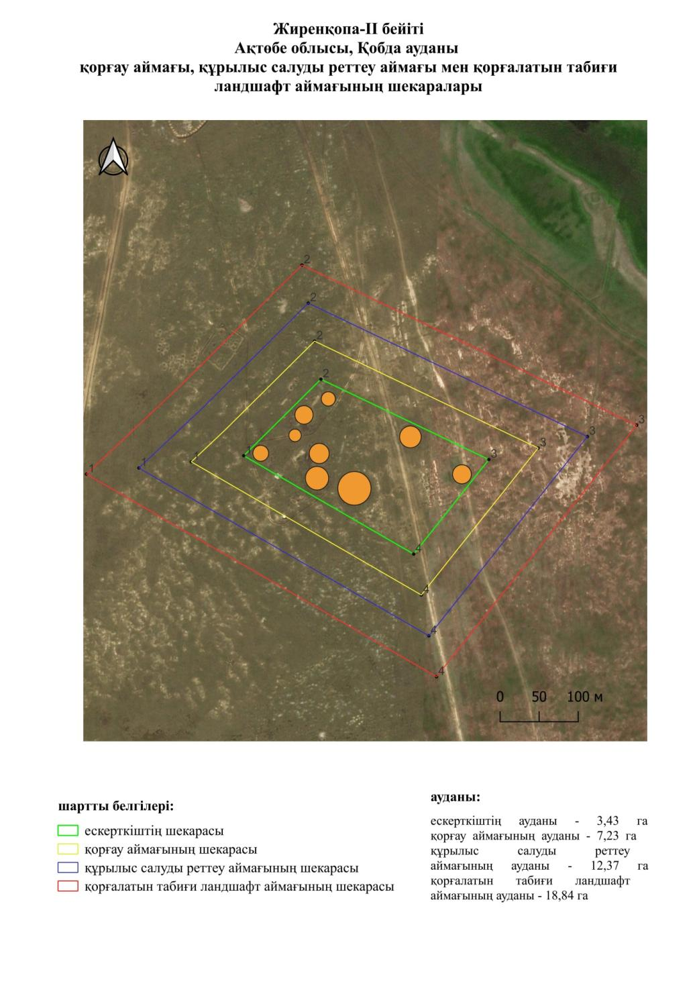 Жиренқопа-II бейіті
Ақтөбе облысы, Қобда ауданы
қорғау аймағы, құрылыс салуды реттеу аймағы мен қорғалатын табиғи
ландшафт аймағының шекаралары
2
2
2
2
3
3
3
3
1
1
1
1
4
4
4
4
0 50 100 м
шартты белгілері:
ескерткіштің шекарасы
қорғау аймағының шекарасы
құрылыс салуды реттеу аймағының шекарасы
қорғалатын табиғи ландшафт аймағының шекарасы
ауданы:
ескерткіштің ауданы - 3,43 га
қорғау аймағының ауданы - 7,23 га
құрылыс салуды реттеу
аймағының ауданы - 12,37 га
қорғалатын табиғи ландшафт
аймағының ауданы - 18,84 га